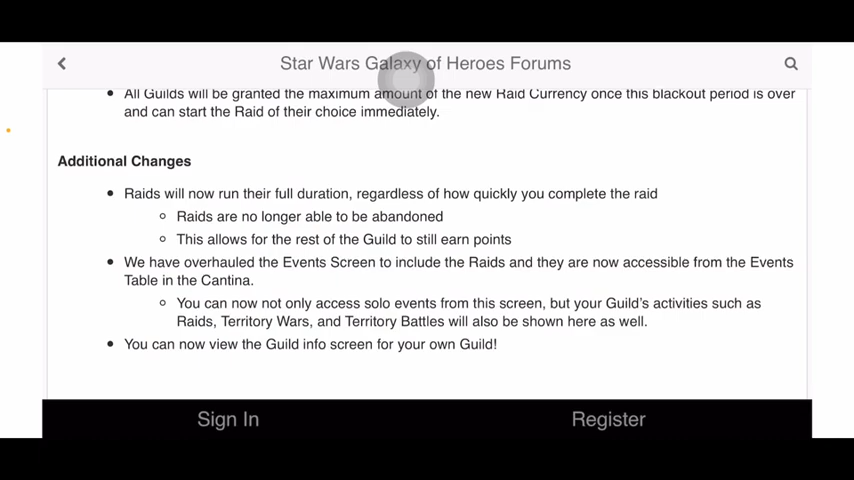 Star Wars Galaxy of Heroes Forums
All Guilds will be granted the maximum amount of the new Raid Currency once this blackout period is over
and can start the Raid of their choice immediately.
Additional Changes
Raids will now run their full duration, regardless of how quickly you complete the raid
Raids are no longer able to be abandoned
This allows for the rest of the Guild to still earn points
We have overhauled the Events Screen to include the Raids and they are now accessible from the Events
Table in the Cantina.
You can now not only access solo events from this screen, but your Guild's activities such as
Raids, Territory Wars, and Territory Battles will also be shown here as well.
You can now view the Guild info screen for your own Guild!
Sign In Register